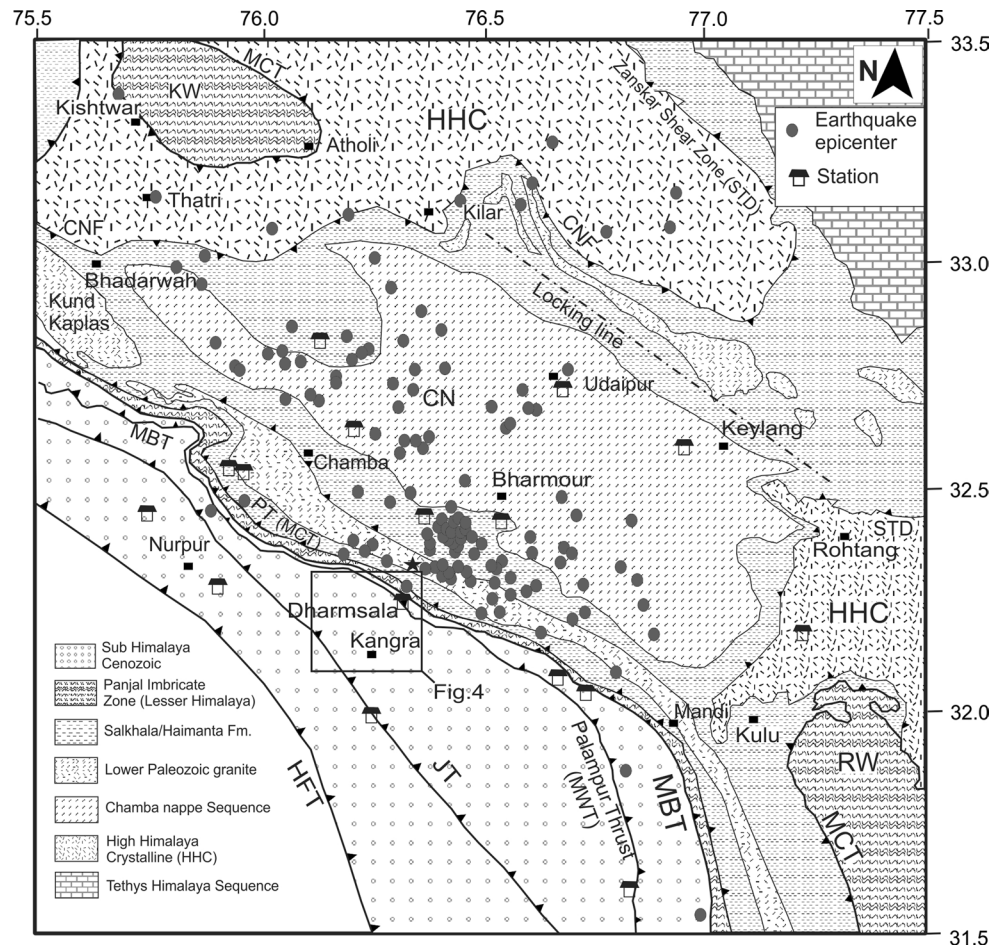 75.5 76.0 76.5 77.0 77.5
33.5
MCT
KW
Kishtwar
Atholi
HHC
Zanskar Shear Zone (STD)
N
Earthquake
epicenter
Station
Thatri
CNF
Kilar
CNF
33.0
Bhadarwah
Kund
Kaplas
Locking line
CN
Udaipur
MBT
Chamba
Keylang
Bharmour
32.5
PT (MCT)
STD
Nurpur
Rohtang
Dharmsala
Kangra
HHC
Fig.4
Mandi
Kulu
32.0
RW
HFT
JT
Palampur Thrust
(MWT)
MBT
MCT
Sub Himalaya
Cenozoic
Panjal Imbricate
Zone (Lesser Himalaya)
Salkhala/Haimanta Fm.
Lower Paleozoic granite
Chamba nappe Sequence
High Himalaya
Crystalline (HHC)
Tethys Himalaya Sequence
31.5